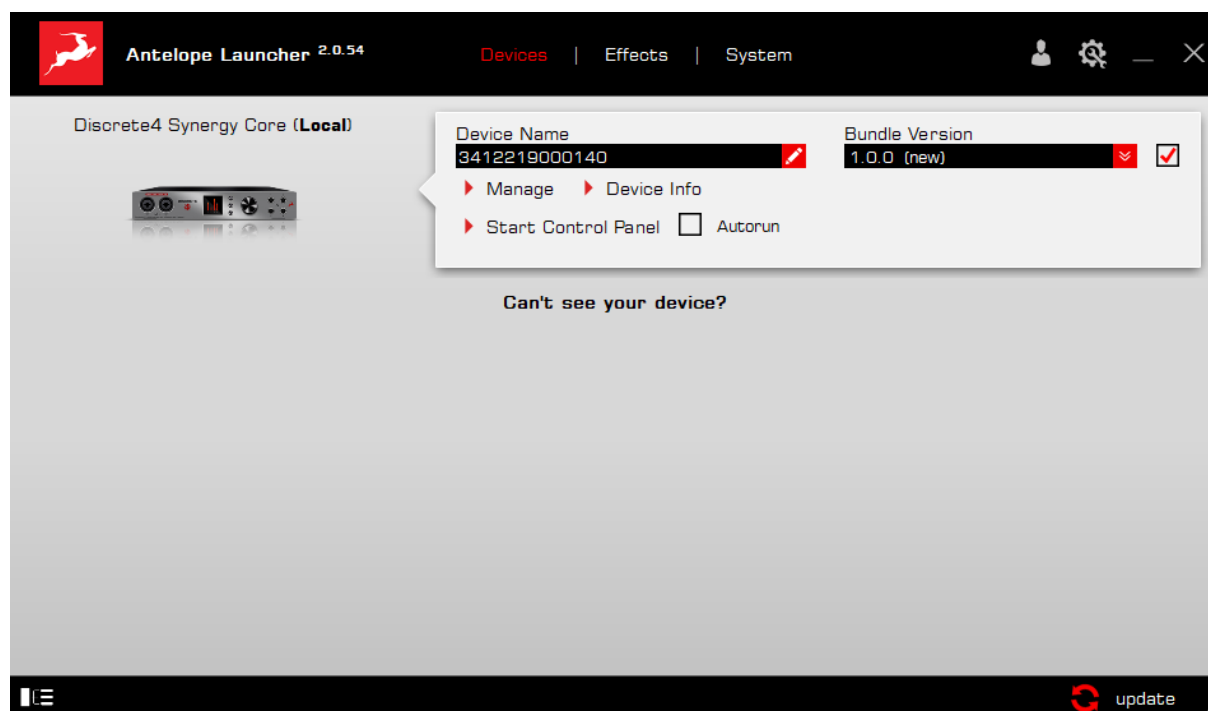 Antelope Launcher 2.0.54
Devices | Effects | System
Discrete4 Synergy Core (Local)
Device Name
3412219000140
Bundle Version
1.0.0 (new)
Manage
Device Info
Start Control Panel
Autorun
Can't see your device?
update